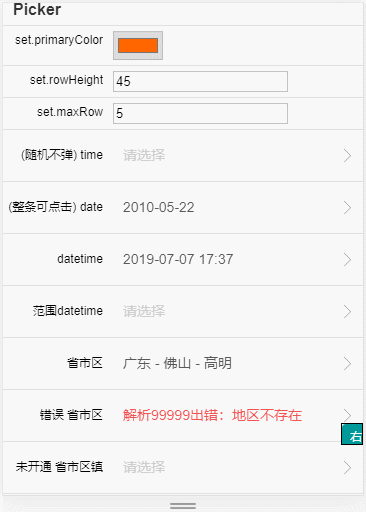 Picker
set.primaryColor
set.rowHeight 45
set.maxRow 5
(随机不弹) time 请选择
(整条可点击) date 2010-05-22
datetime 2019-07-07 17:37
范围datetime 请选择
省市区 广东 - 佛山 - 高明
错误 省市区 解析99999出错：地区不存在
右
未开通 省市区镇 请选择